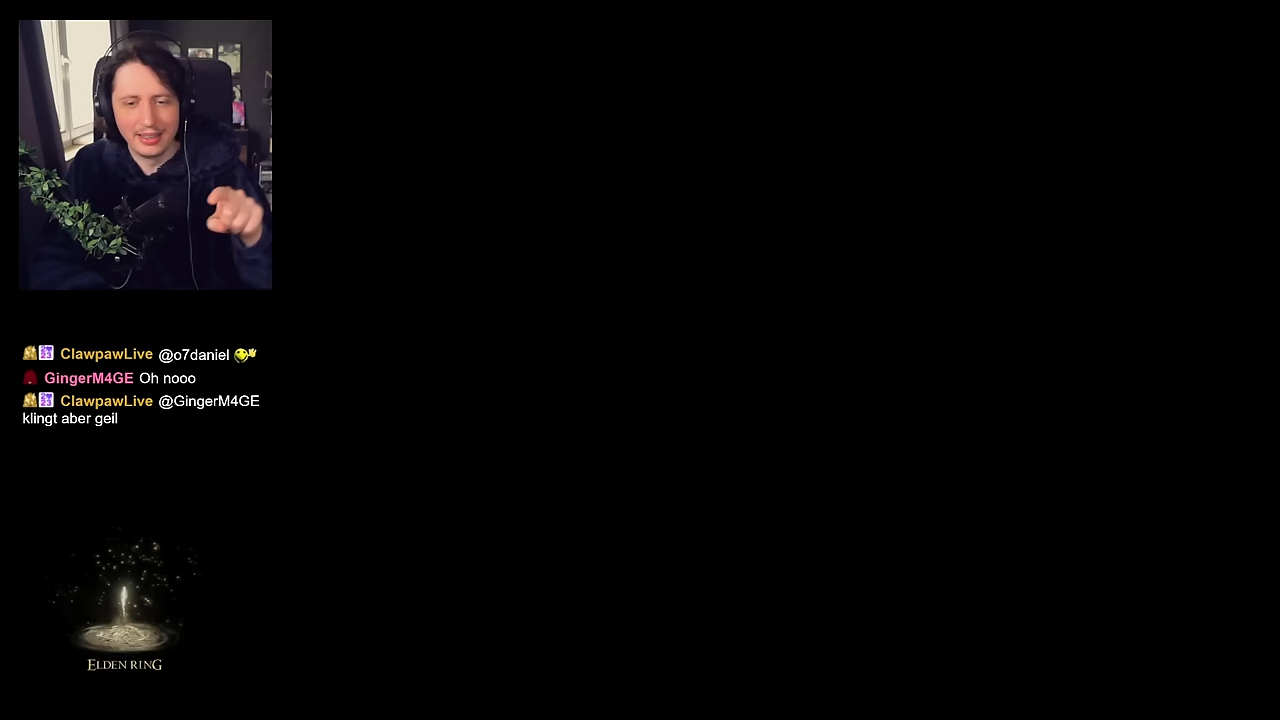 ClawpawLive @o7daniel
GingerM4GE Oh nooo
ClawpawLive @GingerM4GE
klingt aber geil
ELDEN RING